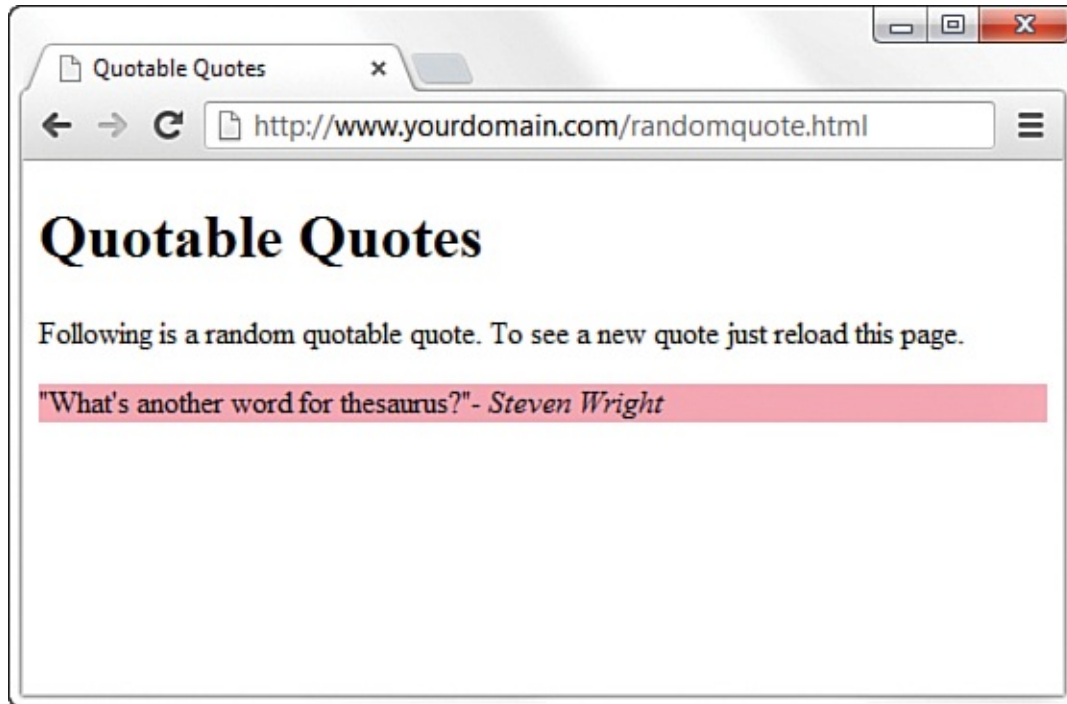 Quotable Quotes
http://www.yourdomain.com/randomquote.html
Quotable Quotes
Following is a random quotable quote. To see a new quote just reload this page.
"What's another word for thesaurus?"- Steven Wright